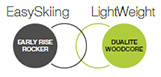 EasySkiing LightWeight
EARLY RISE
ROCKER
DUALITE
WOODCORE